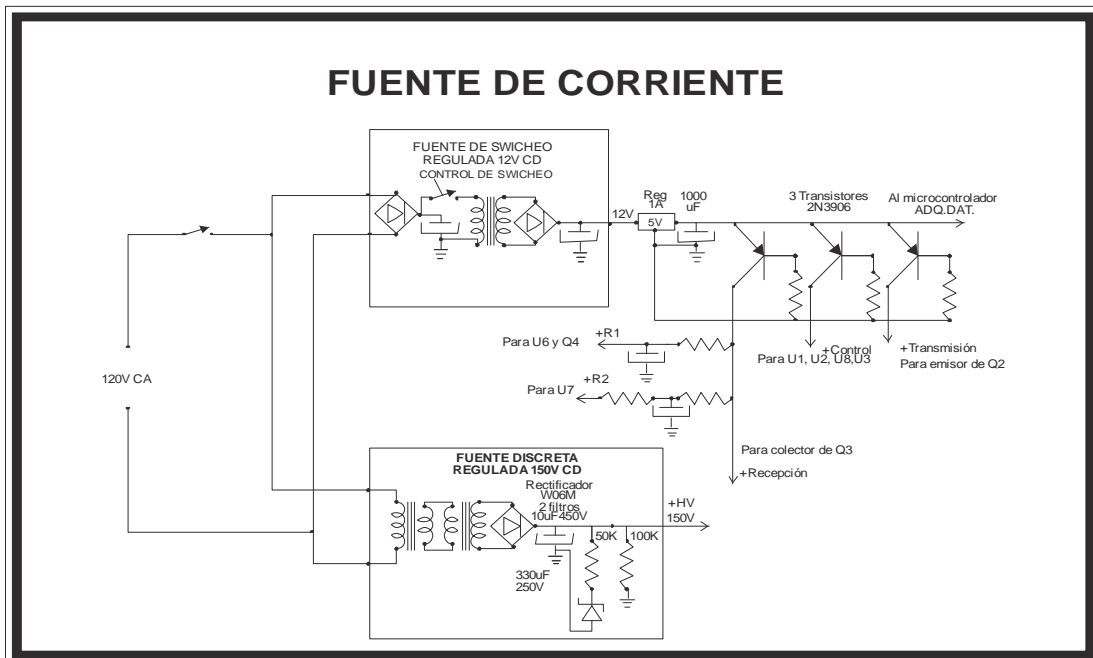 FUENTE DE CORRIENTE
FUENTE DE SWICHEO
REGULADA 12V CD
CONTROL DE SWICHEO
12V
Reg
1A
5V
1000
uF
3 Transistores
2N3906
Al microcontrolador
ADQ.DAT.
120V CA
Para U6 y Q4
+R1
Para U7
+R2
+Control
Para U1, U2, U8,U3
+Transmisión
Para emisor de Q2
Para colector de Q3
+Recepción
FUENTE DISCRETA
REGULADA 150V CD
Rectificador
W06M
2 filtros
10uF450V
+HV
150V
50K
100K
330uF
250V